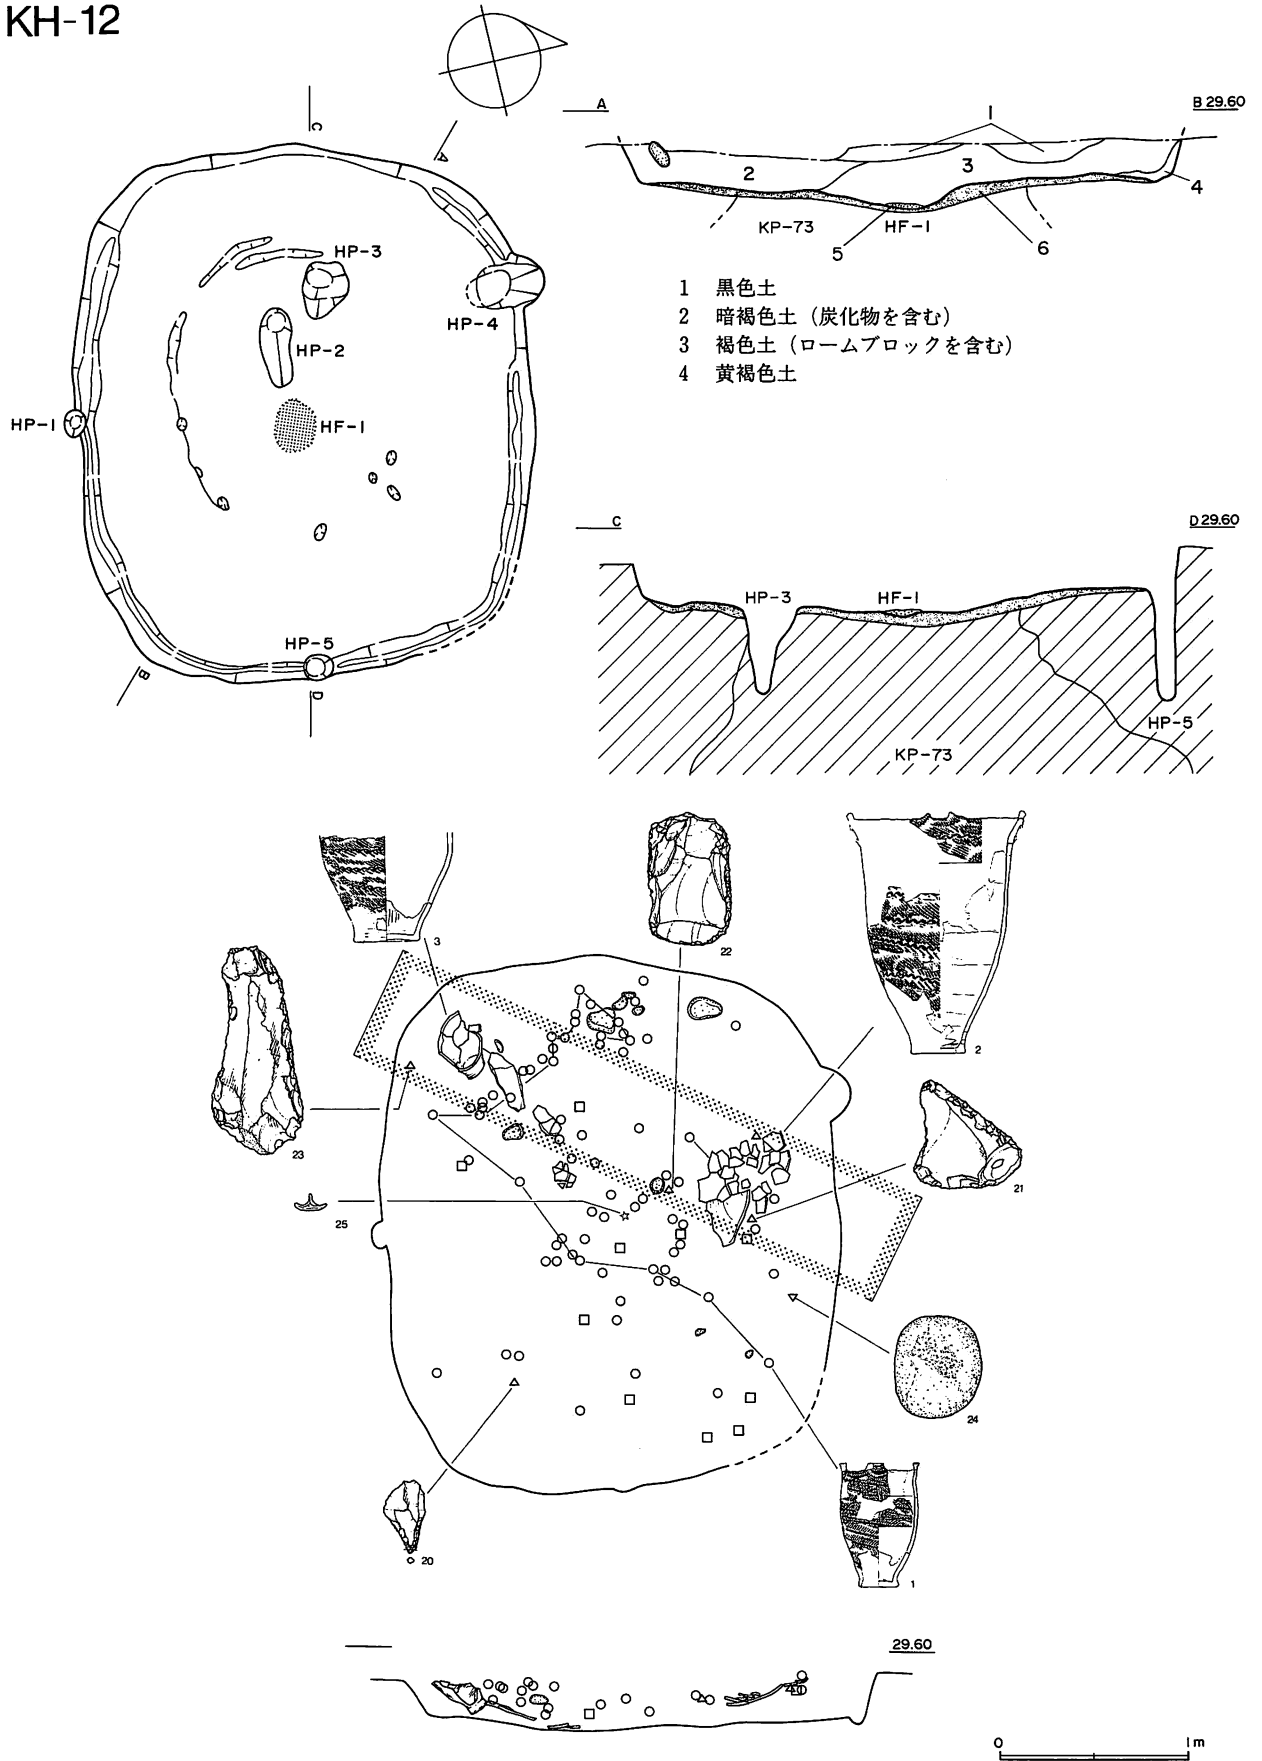 KH-12
C
A
A
B 29.60
1
2
3
4
KP-73
HF-1
5
6
HP-3
HP-4
HP-2
HP-1
HF-1
HP-5
B
D
1 黒色土
2 暗褐色土（炭化物を含む）
3 褐色土（ロームブロックを含む）
4 黄褐色土
C
D 29.60
HP-3
HF-1
HP-5
KP-73
3
22
2
23
21
25
24
20
1
29.60
0
1m